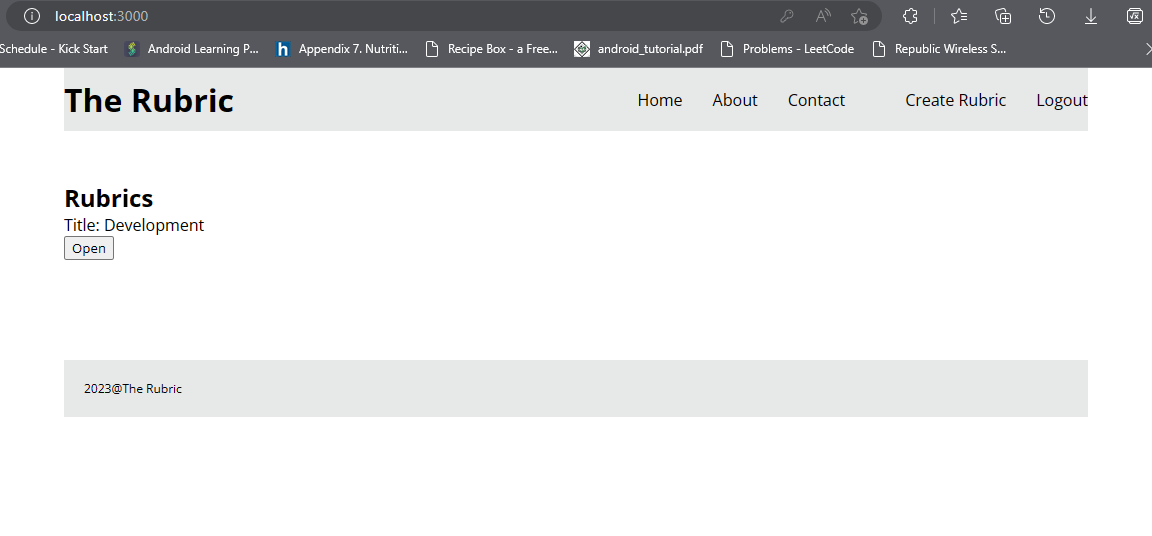 localhost:3000
Schedule - Kick Start Android Learning P... Appendix 7. Nutriti... Recipe Box - a Free... android_tutorial.pdf Problems - LeetCode Republic Wireless S...
The Rubric Home About Contact Create Rubric Logout
Rubrics
Title: Development
Open
2023@The Rubric